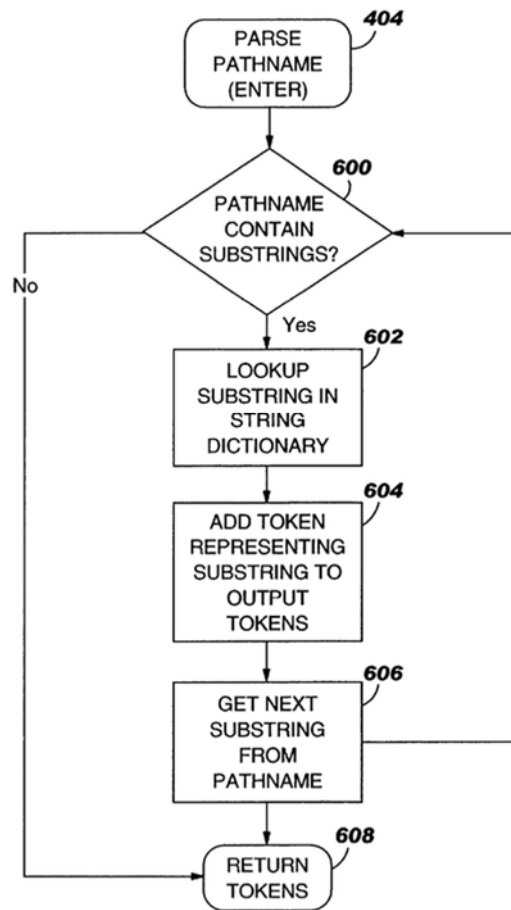 404
PARSE
PATHNAME
(ENTER)
600
PATHNAME
CONTAIN
SUBSTRINGS?
No
Yes
602
LOOKUP
SUBSTRING IN
STRING
DICTIONARY
604
ADD TOKEN
REPRESENTING
SUBSTRING TO
OUTPUT
TOKENS
606
GET NEXT
SUBSTRING
FROM
PATHNAME
608
RETURN
TOKENS